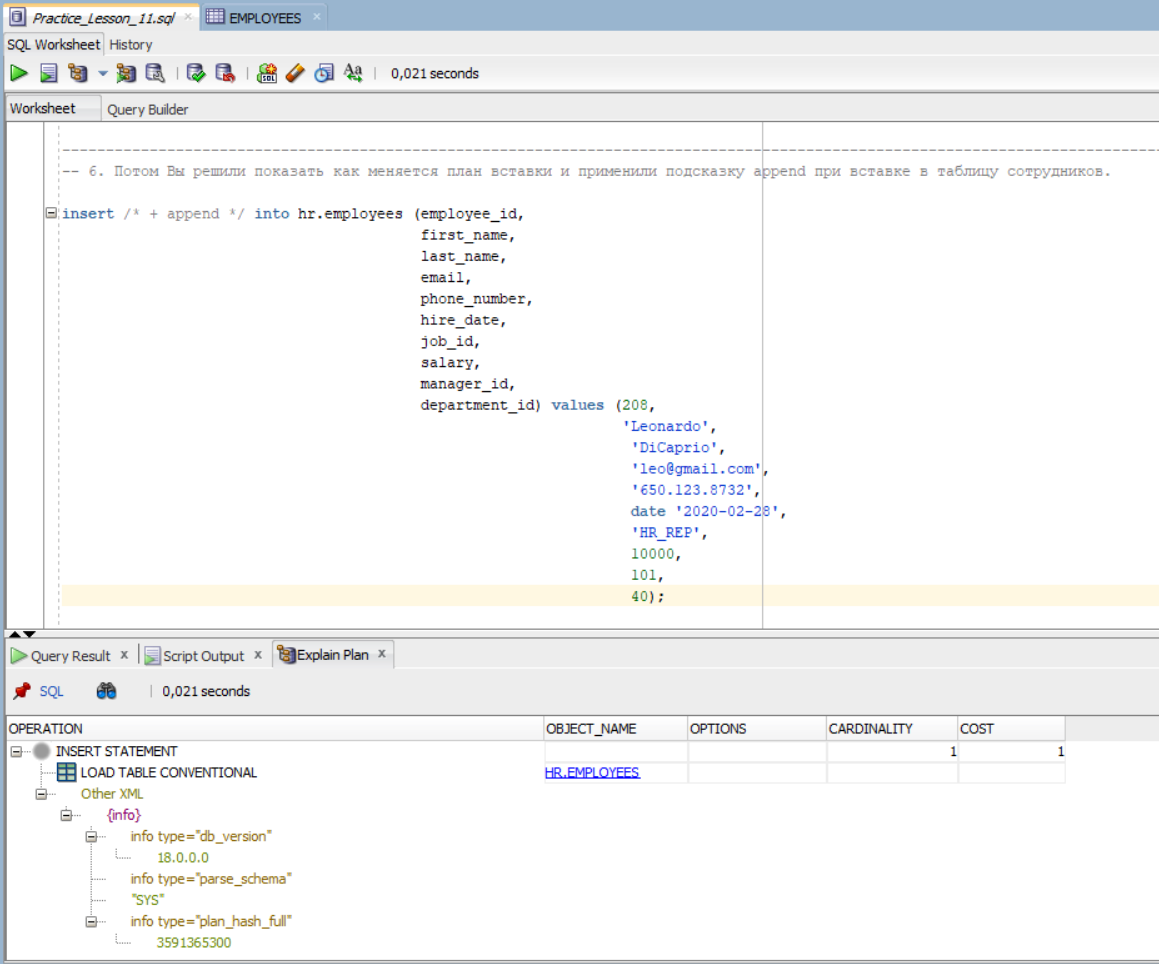 Practice_Lesson_11.sql × EMPLOYEES ×
SQL Worksheet History
0,021 seconds
Worksheet Query Builder
--------------------------------------------------------------------------------
-- 6. Потом Вы решили показать как меняется план вставки и применили подсказку append при вставке в таблицу сотрудников.
insert /* + append */ into hr.employees (employee_id,
first_name,
last_name,
email,
phone_number,
hire_date,
job_id,
salary,
manager_id,
department_id) values (208,
'Leonardo',
'DiCaprio',
'leo@gmail.com',
'650.123.8732',
date '2020-02-28',
'HR_REP',
10000,
101,
40);
Query Result x Script Output x Explain Plan x
SQL 0,021 seconds
OPERATION OBJECT_NAME OPTIONS CARDINALITY COST
INSERT STATEMENT 1 1
LOAD TABLE CONVENTIONAL HR.EMPLOYEES
Other XML
{info}
info type="db_version"
18.0.0.0
info type="parse_schema"
"SYS"
info type="plan_hash_full"
3591365300